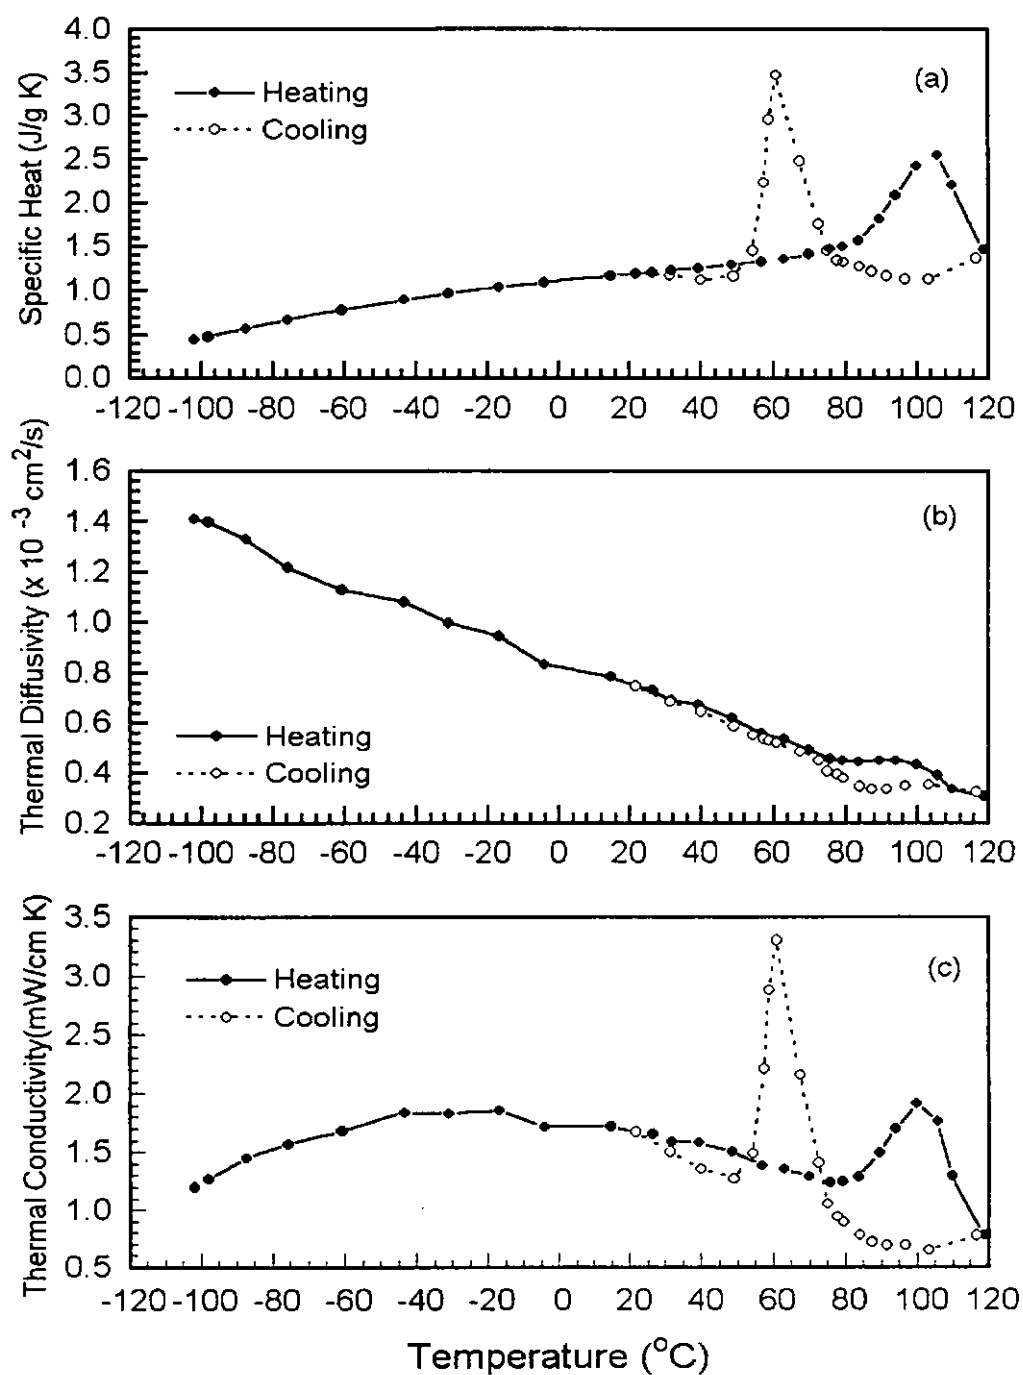 4.0
3.5
3.0
2.5
2.0
1.5
1.0
0.5
0.0
Specific Heat (J/g K)
Heating
Cooling
(a)
-120 -100 -80 -60 -40 -20 0 20 40 60 80 100 120
1.6
1.4
1.2
1.0
0.8
0.6
0.4
0.2
Thermal Diffusivity (x 10 -3 cm2/s)
(b)
Heating
Cooling
-120 -100 -80 -60 -40 -20 0 20 40 60 80 100 120
3.5
3.0
2.5
2.0
1.5
1.0
0.5
Thermal Conductivity(mW/cm K)
Heating
Cooling
(c)
-120 -100 -80 -60 -40 -20 0 20 40 60 80 100 120
Temperature (°C)